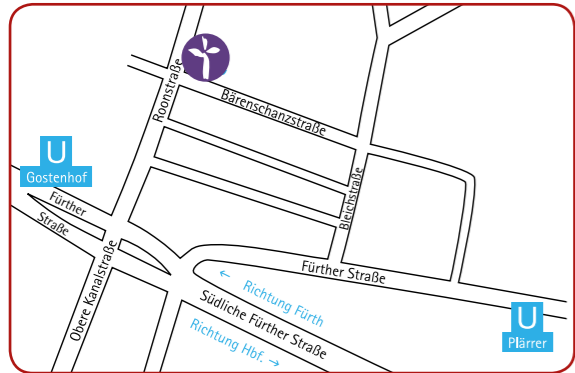 Roonstraße
Bärenschanzstraße
U
Gostenhof
Fürther
Straße
Bleichstraße
Obere Kanalstraße
Fürther Straße
← Richtung Fürth
Südliche Fürther Straße
Richtung Hbf. →
U
Plärrer